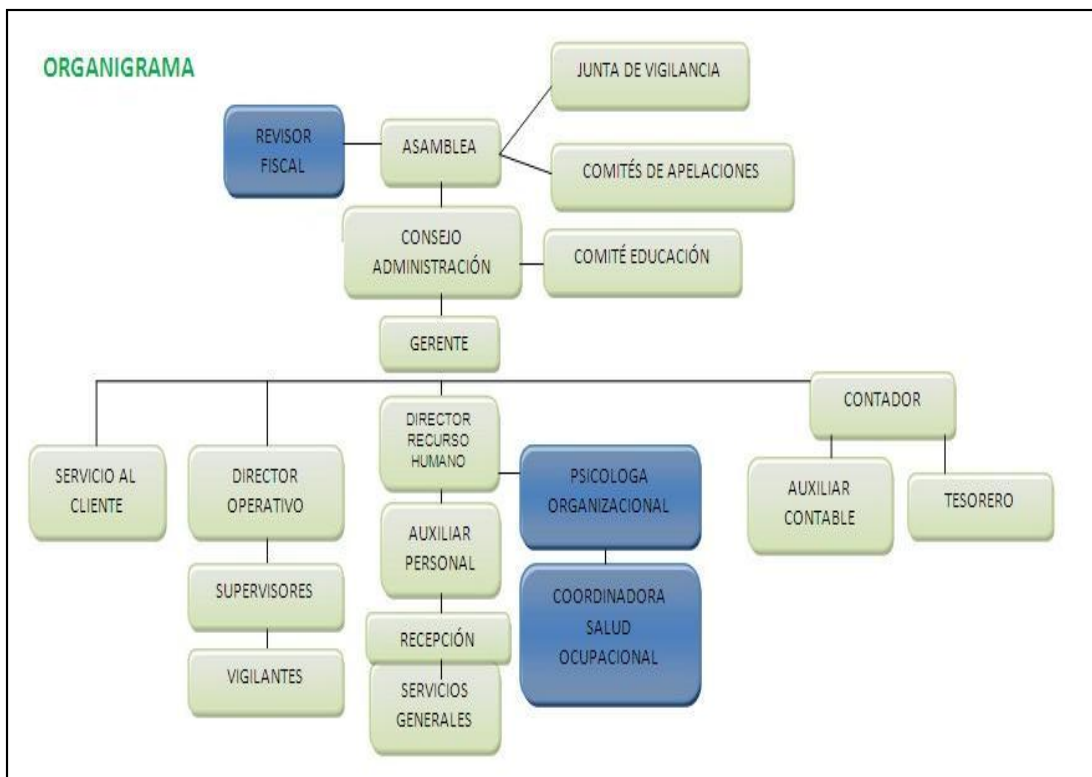 ORGANIGRAMA
JUNTA DE VIGILANCIA
REVISOR
FISCAL
ASAMBLEA
COMITÉS DE APELACIONES
CONSEJO
ADMINISTRACIÓN
COMITÉ EDUCACIÓN
GERENTE
CONTADOR
SERVICIO AL
CLIENTE
DIRECTOR
OPERATIVO
DIRECTOR
RECURSO
HUMANO
PSICOLOGA
ORGANIZACIONAL
AUXILIAR
CONTABLE
TESORERO
AUXILIAR
PERSONAL
SUPERVISORES
COORDINADORA
SALUD
OCUPACIONAL
RECEPCIÓN
VIGILANTES
SERVICIOS
GENERALES